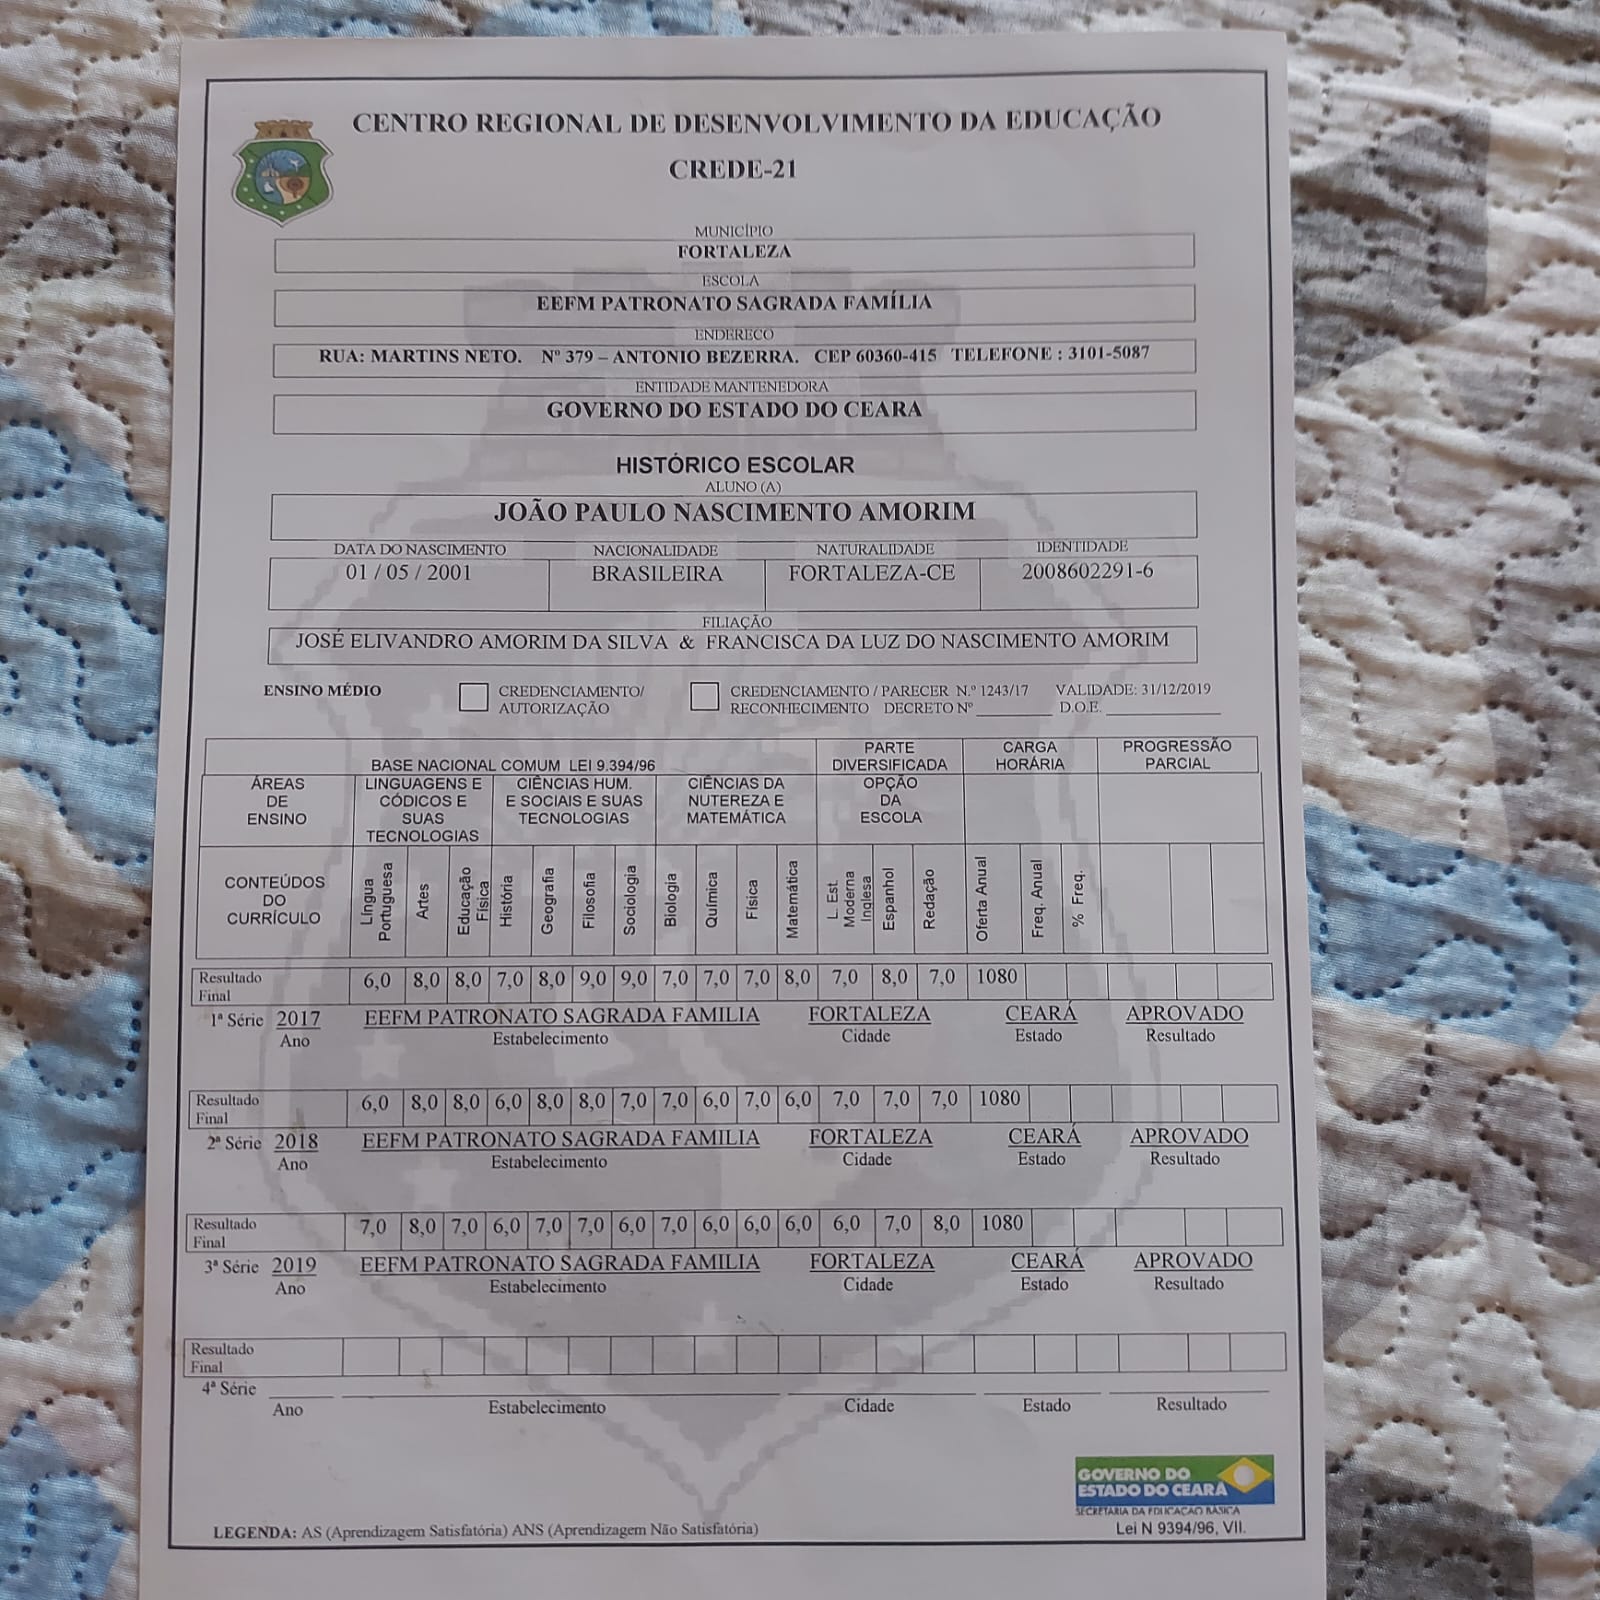 CENTRO REGIONAL DE DESENVOLVIMENTO DA EDUCAÇÃO
CREDE-21
MUNICÍPIO
FORTALEZA
ESCOLA
EEFM PATRONATO SAGRADA FAMÍLIA
ENDERECO
RUA: MARTINS NETO. Nº 379 – ANTONIO BEZERRA. CEP 60360-415 TELEFONE : 3101-5087
ENTIDADE MANTENEDORA
GOVERNO DO ESTADO DO CEARA
HISTÓRICO ESCOLAR
ALUNO (A)
JOÃO PAULO NASCIMENTO AMORIM
DATA DO NASCIMENTO NACIONALIDADE NATURALIDADE IDENTIDADE
01 / 05 / 2001 BRASILEIRA FORTALEZA-CE 2008602291-6
FILIAÇÃO
JOSÉ ELIVANDRO AMORIM DA SILVA & FRANCISCA DA LUZ DO NASCIMENTO AMORIM
ENSINO MÉDIO CREDENCIAMENTO/ CREDENCIAMENTO / PARECER N.º 1243/17 VALIDADE: 31/12/2019
AUTORIZAÇÃO RECONHECIMENTO DECRETO Nº ________ D.O.E. ____________
BASE NACIONAL COMUM LEI 9.394/96 PARTE DIVERSIFICADA CARGA HORÁRIA PROGRESSÃO PARCIAL
ÁREAS DE ENSINO LINGUAGENS E CÓDICOS E SUAS TECNOLOGIAS CIÊNCIAS HUM. E SOCIAIS E SUAS TECNOLOGIAS CIÊNCIAS DA NUTEREZA E MATEMÁTICA OPÇÃO DA ESCOLA
CONTEÚDOS DO CURRÍCULO Língua Portuguesa Artes Educação Física História Geografia Filosofia Sociologia Biologia Química Física Matemática L. Est. Moderna Inglesa Espanhol Redação Oferta Anual Freq. Anual % Freq.
Resultado Final 6,0 8,0 8,0 7,0 8,0 9,0 9,0 7,0 7,0 7,0 8,0 7,0 8,0 7,0 1080
1ª Série 2017 EEFM PATRONATO SAGRADA FAMILIA FORTALEZA CEARÁ APROVADO
Ano Estabelecimento Cidade Estado Resultado
Resultado Final 6,0 8,0 8,0 6,0 8,0 8,0 7,0 7,0 6,0 7,0 6,0 7,0 7,0 7,0 1080
2ª Série 2018 EEFM PATRONATO SAGRADA FAMILIA FORTALEZA CEARÁ APROVADO
Ano Estabelecimento Cidade Estado Resultado
Resultado Final 7,0 8,0 7,0 6,0 7,0 7,0 6,0 7,0 6,0 6,0 6,0 6,0 7,0 8,0 1080
3ª Série 2019 EEFM PATRONATO SAGRADA FAMILIA FORTALEZA CEARÁ APROVADO
Ano Estabelecimento Cidade Estado Resultado
Resultado Final
4ª Série
Ano Estabelecimento Cidade Estado Resultado
GOVERNO DO
ESTADO DO CEARÁ
SECRETARIA DA EDUCAÇÃO BÁSICA
LEGENDA: AS (Aprendizagem Satisfatória) ANS (Aprendizagem Não Satisfatória) Lei N 9394/96, VII.